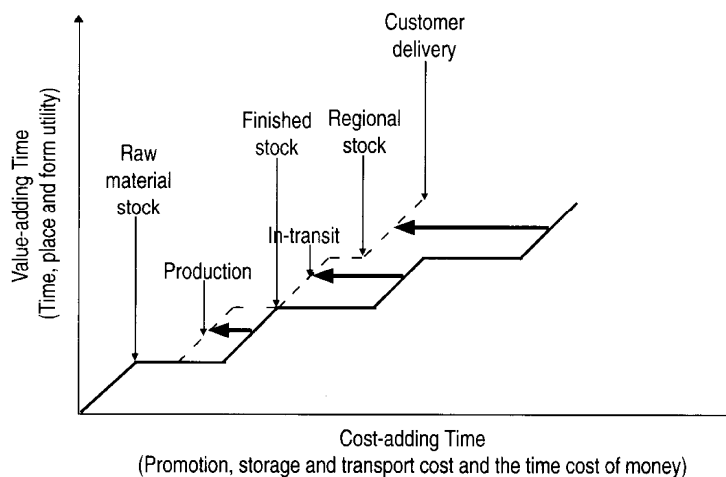 Customer
delivery
Finished
stock
Regional
stock
Raw
material
stock
In-transit
Production
Value-adding Time
(Time, place and form utility)
Cost-adding Time
(Promotion, storage and transport cost and the time cost of money)